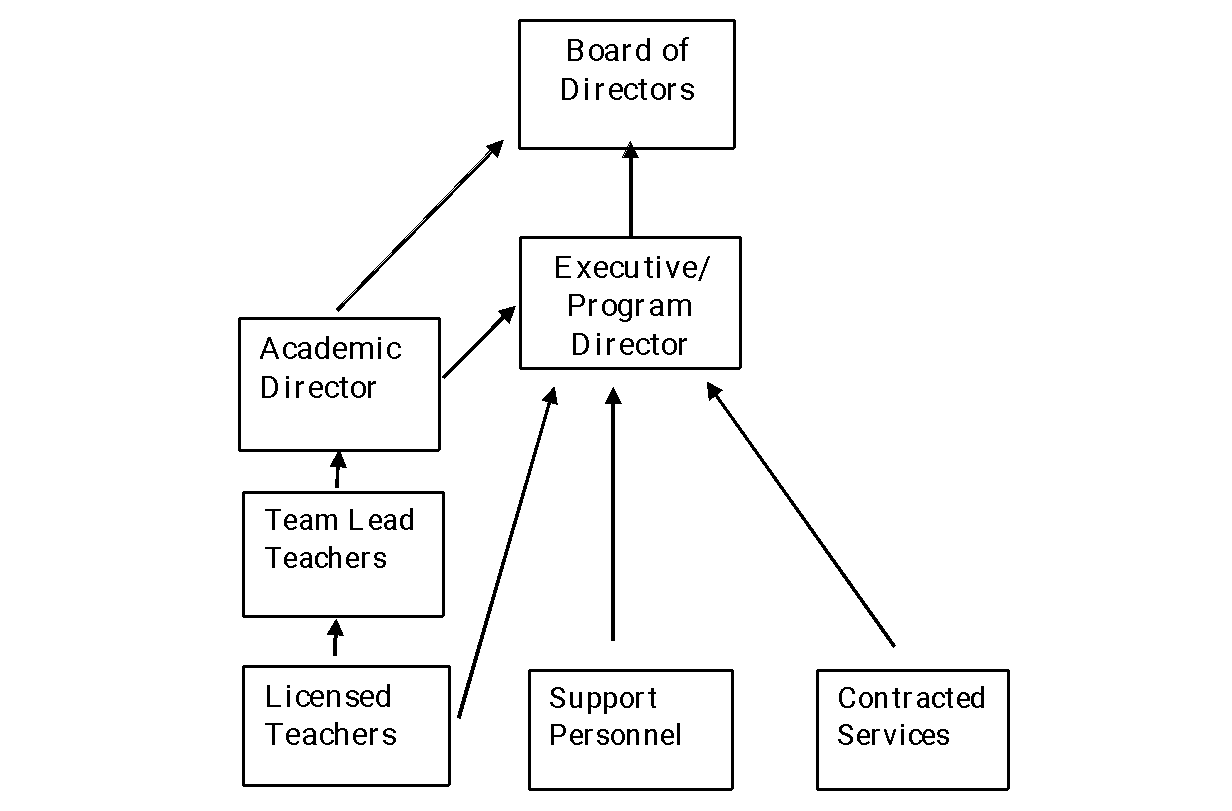 Board of
Directors
Executive/
Program
Director
Academic
Director
Team Lead
Teachers
Licensed
Teachers
Support
Personnel
Contracted
Services